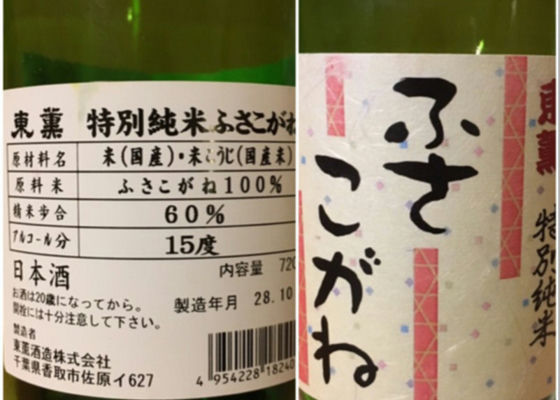 東薫 特別純米 ふさこがね
原材料名 米(国産)・米こうじ(国産米)
原料米 ふさこがね100%
精米歩合 60%
アルコール分 15度
日本酒
内容量 720
お酒は20歳になってから。
開栓には十分注意して下さい。
製造年月 28.10
製造者
東薫酒造株式会社
千葉県香取市佐原イ627
4 954228 18240
ふさ
こがね
東薫
特別純米